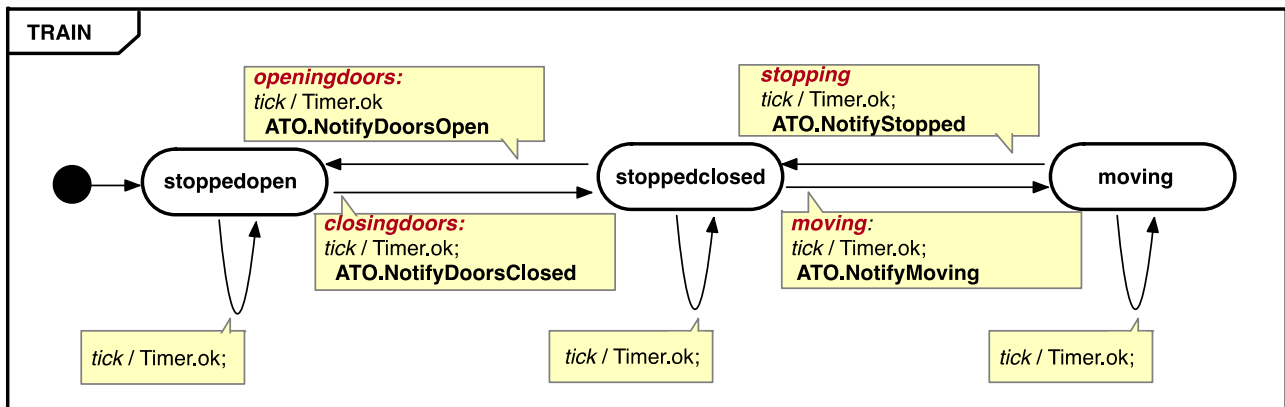 TRAIN
openingdoors:
tick / Timer.ok
ATO.NotifyDoorsOpen
stopping
tick / Timer.ok;
ATO.NotifyStopped
stoppedopen
stoppedclosed
moving
closingdoors:
tick / Timer.ok;
ATO.NotifyDoorsClosed
moving:
tick / Timer.ok;
ATO.NotifyMoving
tick / Timer.ok;
tick / Timer.ok;
tick / Timer.ok;